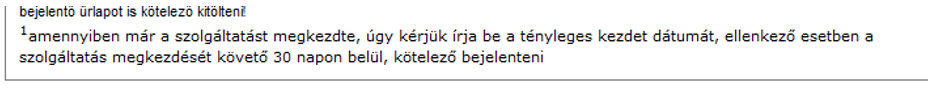 bejelentő űrlapot is kötelező kitölteni!
¹amennyiben már a szolgáltatást megkezdte, úgy kérjük írja be a tényleges kezdet dátumát, ellenkező esetben a
szolgáltatás megkezdését követő 30 napon belül, kötelező bejelenteni